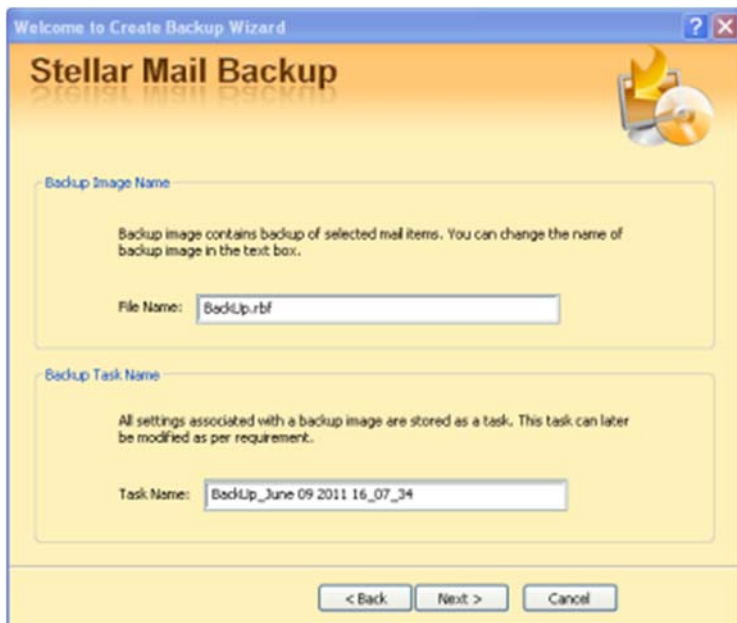 Welcome to Create Backup Wizard
Stellar Mail Backup
Backup Image Name
Backup image contains backup of selected mail items. You can change the name of
backup image in the text box.
File Name: BackUp.rbf
Backup Task Name
All settings associated with a backup image are stored as a task. This task can later
be modified as per requirement.
Task Name: BackUp_June 09 2011 16_07_34
< Back Next > Cancel